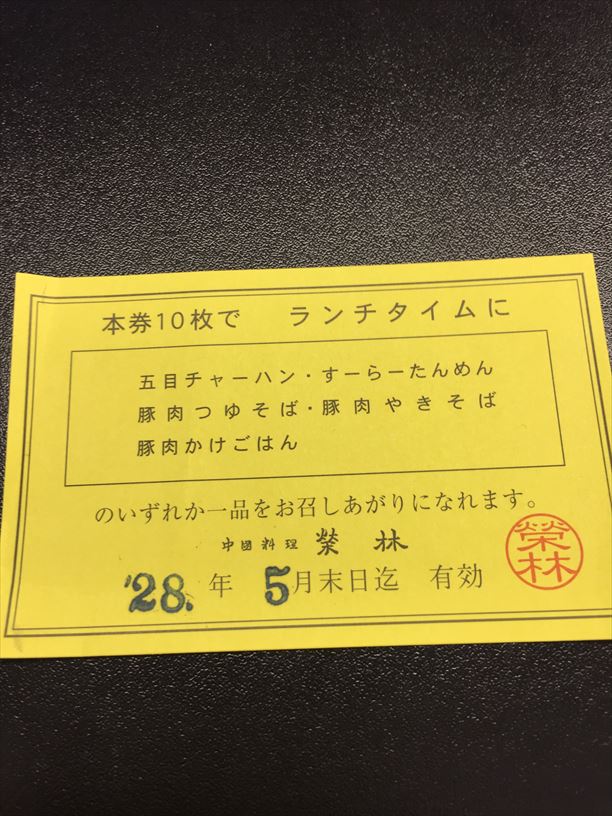 本券10枚で ランチタイムに
五目チャーハン・すーらーたんめん
豚肉つゆそば・豚肉やきそば
豚肉かけごはん
のいずれか一品をお召しあがりになれます。
中國料理 榮林
'28.年 5月末日迄 有効
榮林